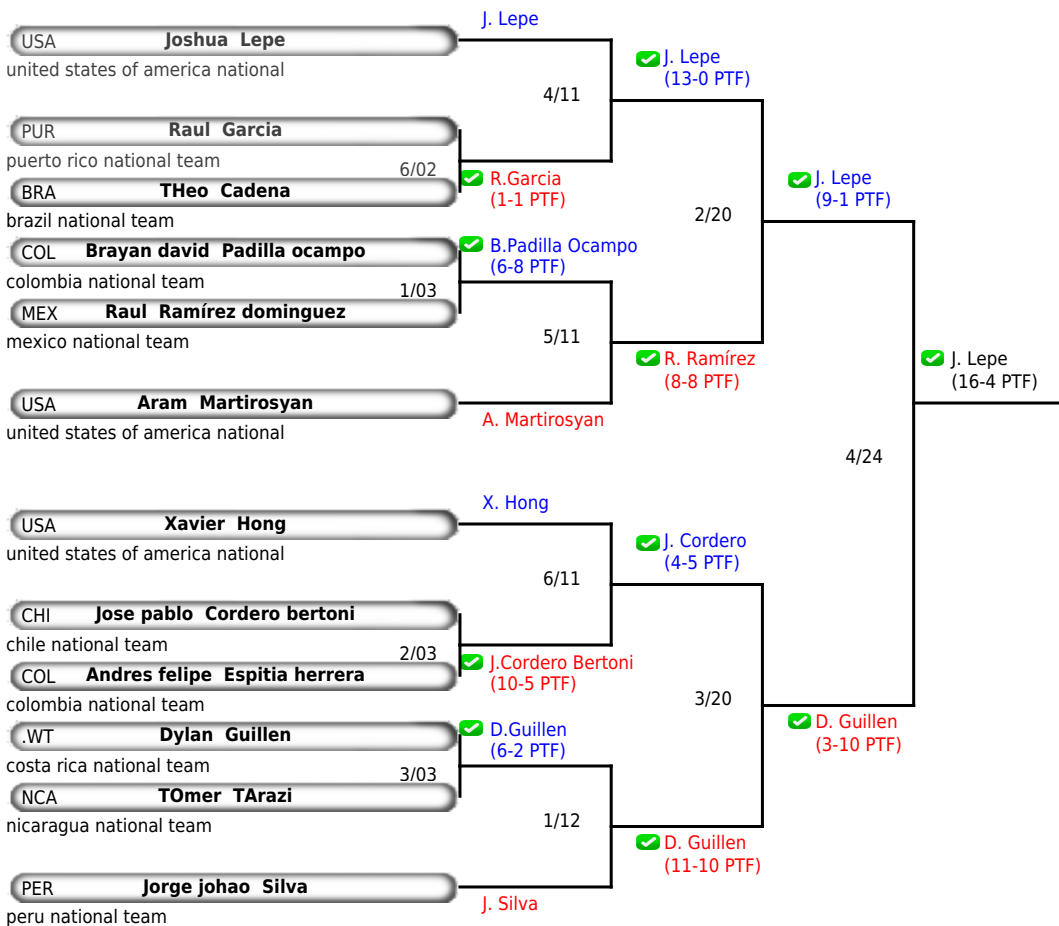 J. Lepe
USA Joshua Lepe
united states of america national
J. Lepe
(13-0 PTF)
4/11
PUR Raul Garcia
puerto rico national team
6/02
R.Garcia
(1-1 PTF)
BRA THeo Cadena
brazil national team
J. Lepe
(9-1 PTF)
2/20
COL Brayan david Padilla ocampo
colombia national team
B.Padilla Ocampo
(6-8 PTF)
1/03
MEX Raul Ramírez dominguez
mexico national team
5/11
R. Ramírez
(8-8 PTF)
J. Lepe
(16-4 PTF)
USA Aram Martirosyan
united states of america national
A. Martirosyan
4/24
X. Hong
USA Xavier Hong
united states of america national
J. Cordero
(4-5 PTF)
6/11
CHI Jose pablo Cordero bertoni
chile national team
2/03
J.Cordero Bertoni
(10-5 PTF)
COL Andres felipe Espitia herrera
colombia national team
3/20
D. Guillen
(3-10 PTF)
.WT Dylan Guillen
costa rica national team
D.Guillen
(6-2 PTF)
3/03
NCA TOmer TArazi
nicaragua national team
1/12
D. Guillen
(11-10 PTF)
PER Jorge johao Silva
peru national team
J. Silva